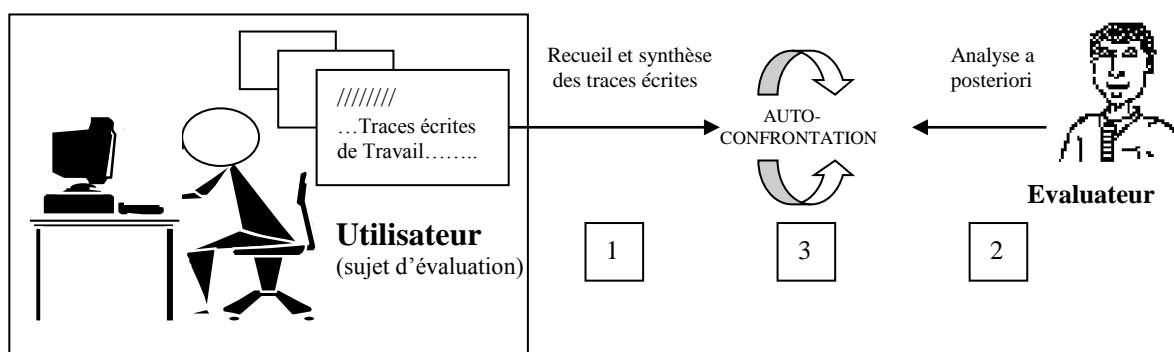 ////////
…Traces écrites
de Travail……..
Utilisateur
(sujet d’évaluation)
Recueil et synthèse
des traces écrites
1
AUTO-
CONFRONTATION
3
Analyse a
posteriori
Evaluateur
2